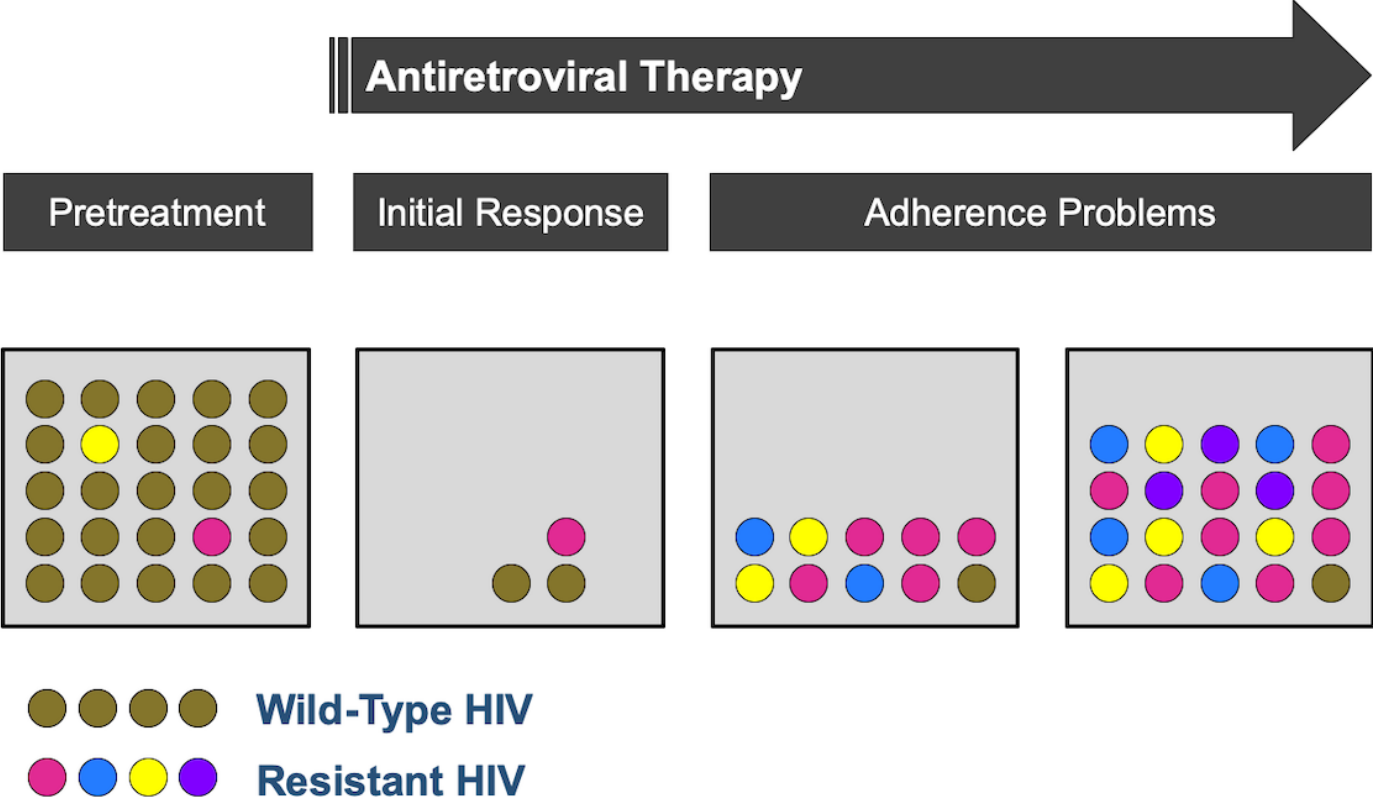 Antiretroviral Therapy
Pretreatment
Initial Response
Adherence Problems
Wild-Type HIV
Resistant HIV